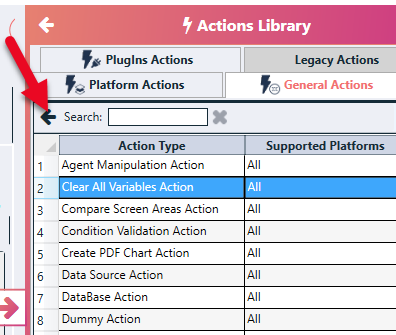 Actions Library
PlugIns Actions Legacy Actions
Platform Actions General Actions
Search:
Action Type Supported Platforms
1 Agent Manipulation Action All
2 Clear All Variables Action All
3 Compare Screen Areas Action All
4 Condition Validation Action All
5 Create PDF Chart Action All
6 Data Source Action All
7 DataBase Action All
8 Dummy Action All